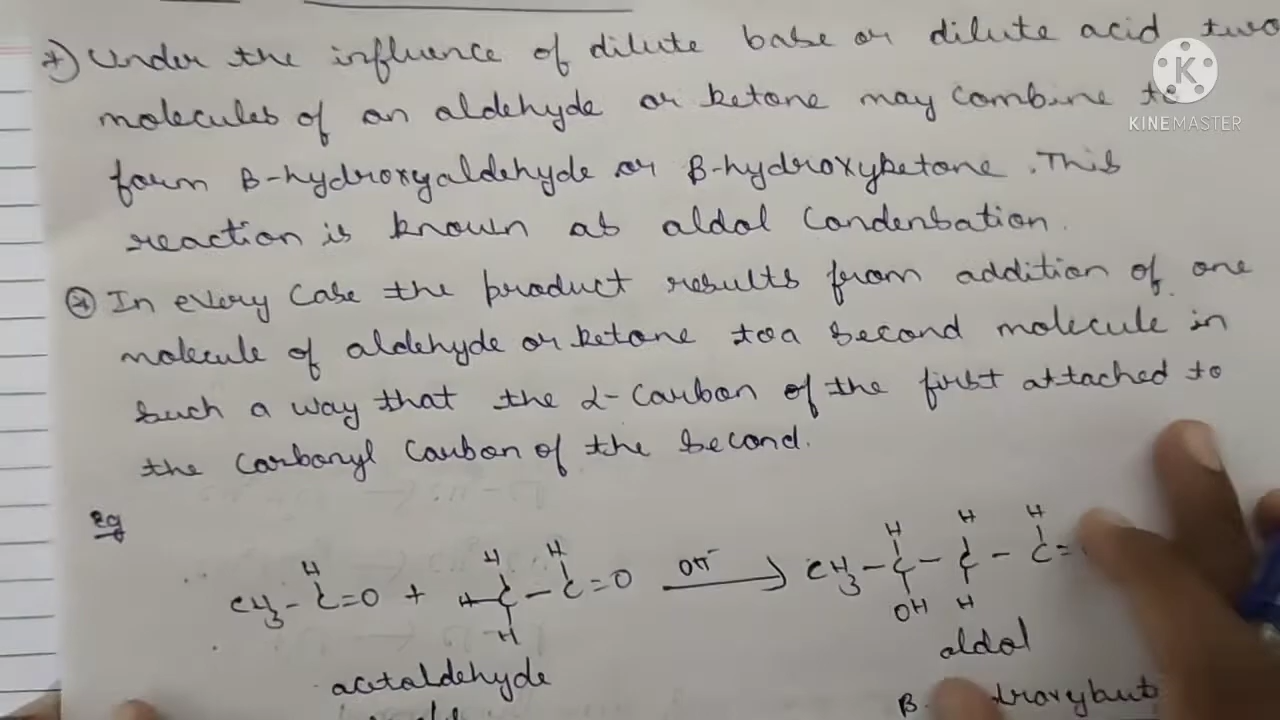 *) Under the influence of dilute base or dilute acid two
molecules of an aldehyde or ketone may combine to
form β-hydroxyaldehyde or β-hydroxyketone. This
reaction is known as aldol condensation.
* In every case the product results from addition of one
molecule of aldehyde or ketone to a second molecule in
such a way that the α-carbon of the first attached to
the carbonyl carbon of the second.
eg
H H H H H H
CH3-C=O + H-C-C=O OH⁻ → CH3-C-C-C=
H OH H
acetaldehyde aldol
β.
KINEMASTER